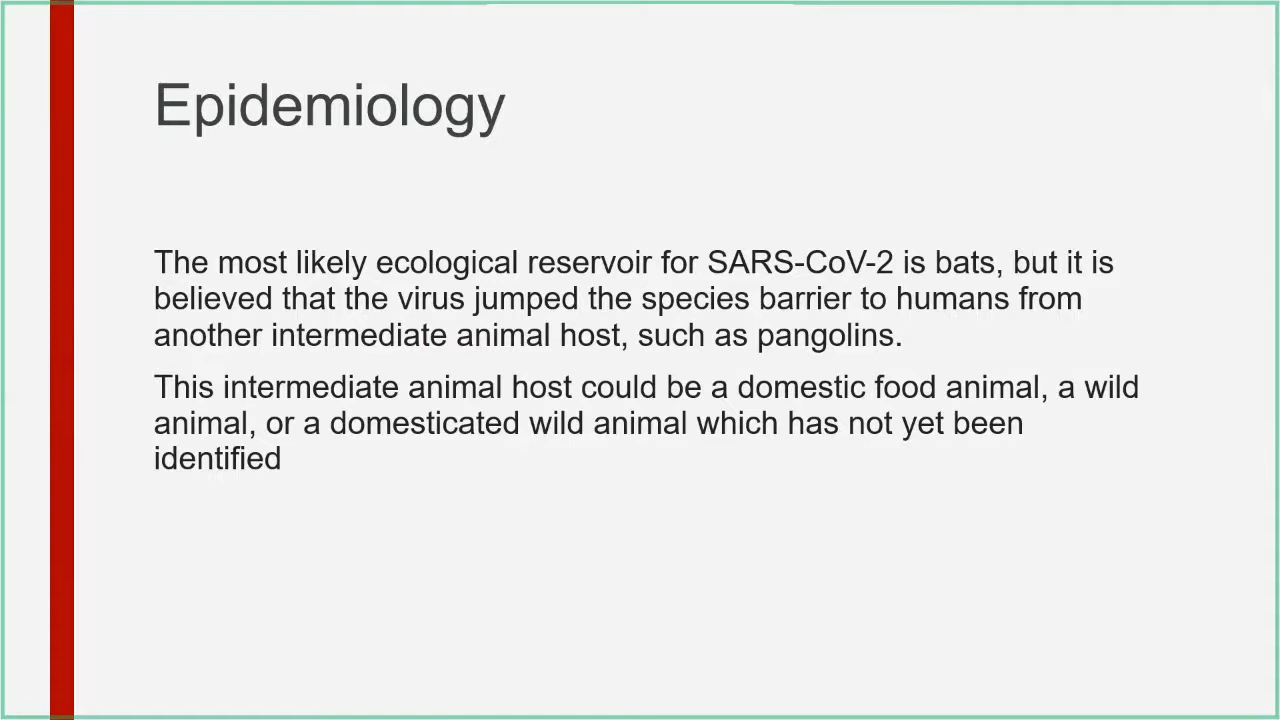 Epidemiology
The most likely ecological reservoir for SARS-CoV-2 is bats, but it is
believed that the virus jumped the species barrier to humans from
another intermediate animal host, such as pangolins.
This intermediate animal host could be a domestic food animal, a wild
animal, or a domesticated wild animal which has not yet been
identified